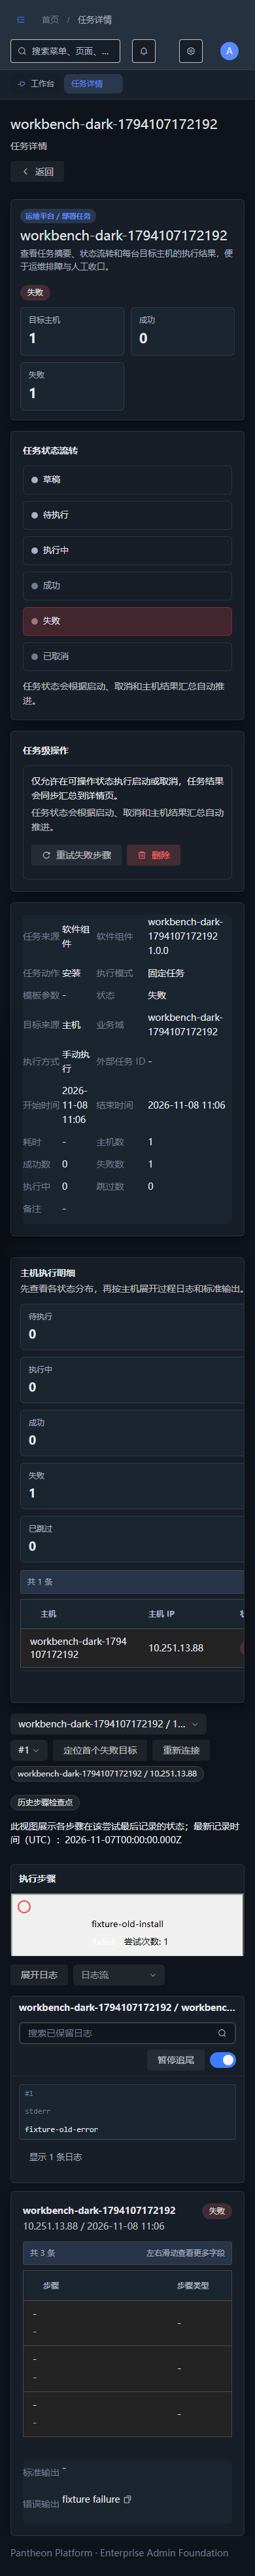 首页 / 任务详情
搜索菜单、页面、...
A
工作台
任务详情
workbench-dark-1794107172192
任务详情
返回
运维平台 / 部署任务
workbench-dark-1794107172192
查看任务摘要、状态流转和每台目标主机的执行结果，便
于运维排障与人工收口。
失败
目标主机
1
成功
0
失败
1
任务状态流转
草稿
待执行
执行中
成功
失败
已取消
任务状态会根据启动、取消和主机结果汇总自动推
进。
任务级操作
仅允许在可操作状态执行启动或取消，任务结果
会同步汇总到详情页。
任务状态会根据启动、取消和主机结果汇总自动
推进。
重试失败步骤
删除
任务来源 软件组件
软件组件 workbench-dark-1794107172192 1.0.0
任务动作 安装
执行模式 固定任务
模板参数 -
状态 失败
目标来源 主机
业务域 workbench-dark-1794107172192
执行方式 手动执行
外部任务 ID -
开始时间 2026-11-08 11:06
结束时间 2026-11-08 11:06
耗时 -
主机数 1
成功数 0
失败数 1
执行中 0
跳过数 0
备注 -
主机执行明细
先查看各状态分布，再按主机展开过程日志和标准输出。
待执行
0
执行中
0
成功
0
失败
1
已跳过
0
共 1 条
主机
主机 IP
workbench-dark-1794
107172192
10.251.13.88
workbench-dark-1794107172192 / 1...
#1
定位首个失败目标
重新连接
workbench-dark-1794107172192 / 10.251.13.88
历史步骤检查点
此视图展示各步骤在该尝试最后记录的状态；最新记录时
间（UTC）：2026-11-07T00:00:00.000Z
执行步骤
fixture-old-install
尝试次数: 1
展开日志
日志流
workbench-dark-1794107172192 / workbenc...
搜索已保留日志
暂停追尾
#1
stderr
fixture-old-error
显示 1 条日志
workbench-dark-1794107172192
失败
10.251.13.88 / 2026-11-08 11:06
共 3 条
左右滑动查看更多字段
步骤
步骤类型
-
-
-
-
-
-
-
-
-
标准输出 -
错误输出 fixture failure
Pantheon Platform · Enterprise Admin Foundation